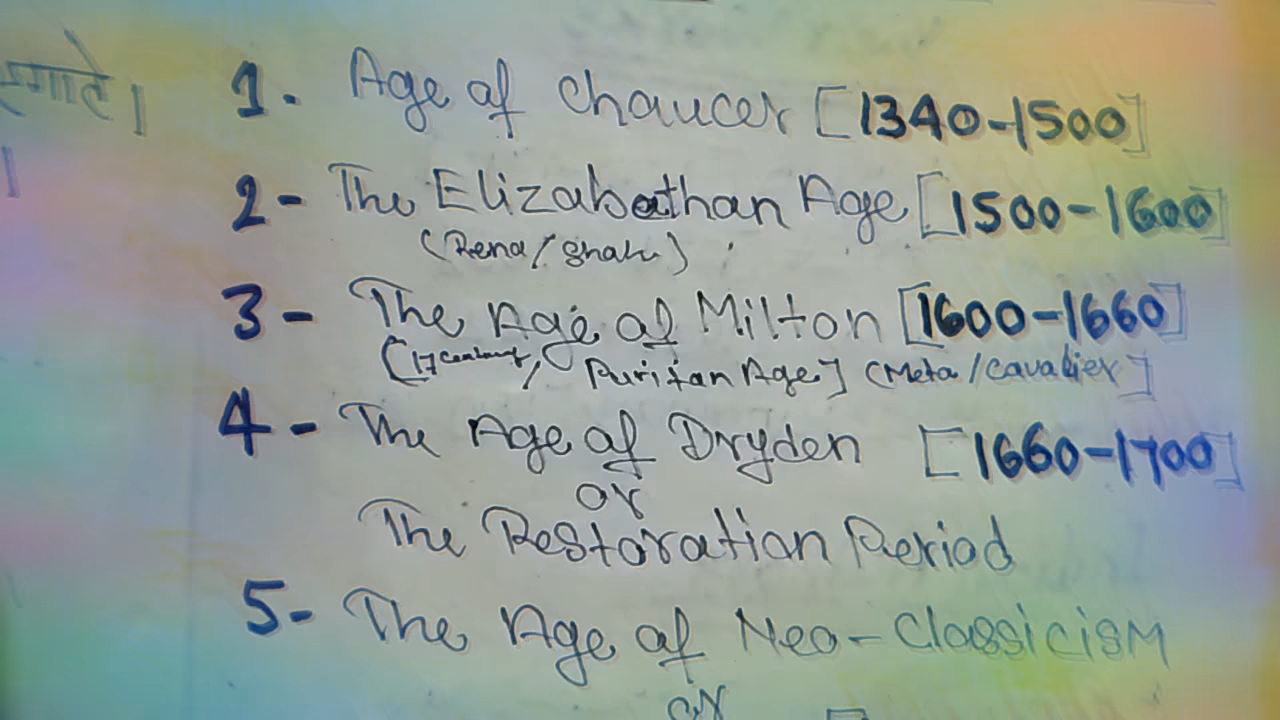 1. Age of Chaucer [1340-1500]
2- The Elizabethan Age [1500-1600]
(Rena/Shak)
3- The Age of Milton [1600-1660]
[17 Century, Puritan Age] (Meta/Cavalier]
4- The Age of Dryden [1660-1700]
or
The Restoration Period
5- The Age of Neo-Classicism
or